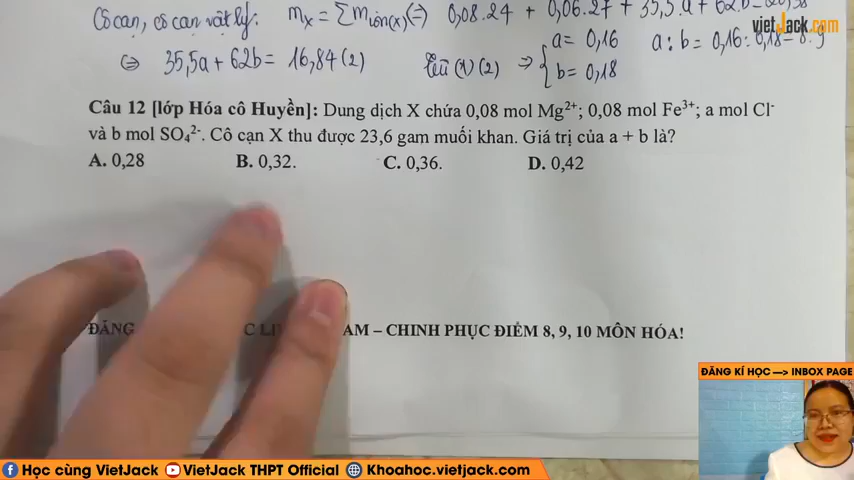 Cô cạn, cô cạn vật lý: mx = Σ mion(x) (=) 0,08.24 + 0,06.27 + 35,5.a + 62.b =
vietJack.com
a : b = 0,16 : 0,18 = 8:9
(=) 35,5a + 62b = 16,84 (2) Từ (1) (2) ⇒ { a = 0,16
b = 0,18
Câu 12 [lớp Hóa cô Huyền]: Dung dịch X chứa 0,08 mol Mg²⁺; 0,08 mol Fe³⁺; a mol Cl⁻
và b mol SO₄²⁻. Cô cạn X thu được 23,6 gam muối khan. Giá trị của a + b là?
A. 0,28 B. 0,32. C. 0,36. D. 0,42
ĐĂNG AM – CHINH PHỤC ĐIỂM 8, 9, 10 MÔN HÓA!
ĐĂNG KÍ HỌC —> INBOX PAGE
Học cùng VietJack VietJack THPT Official Khoahoc.vietjack.com